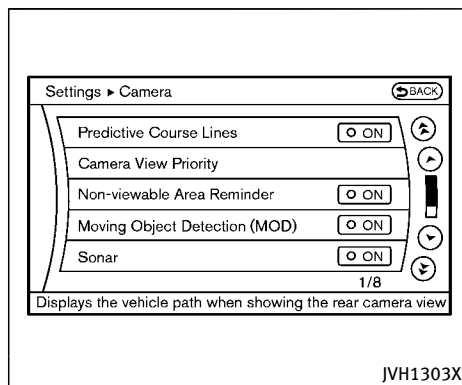 Settings ▸ Camera BACK
Predictive Course Lines ON
Camera View Priority
Non-viewable Area Reminder ON
Moving Object Detection (MOD) ON
Sonar ON
1/8
Displays the vehicle path when showing the rear camera view
JVH1303X